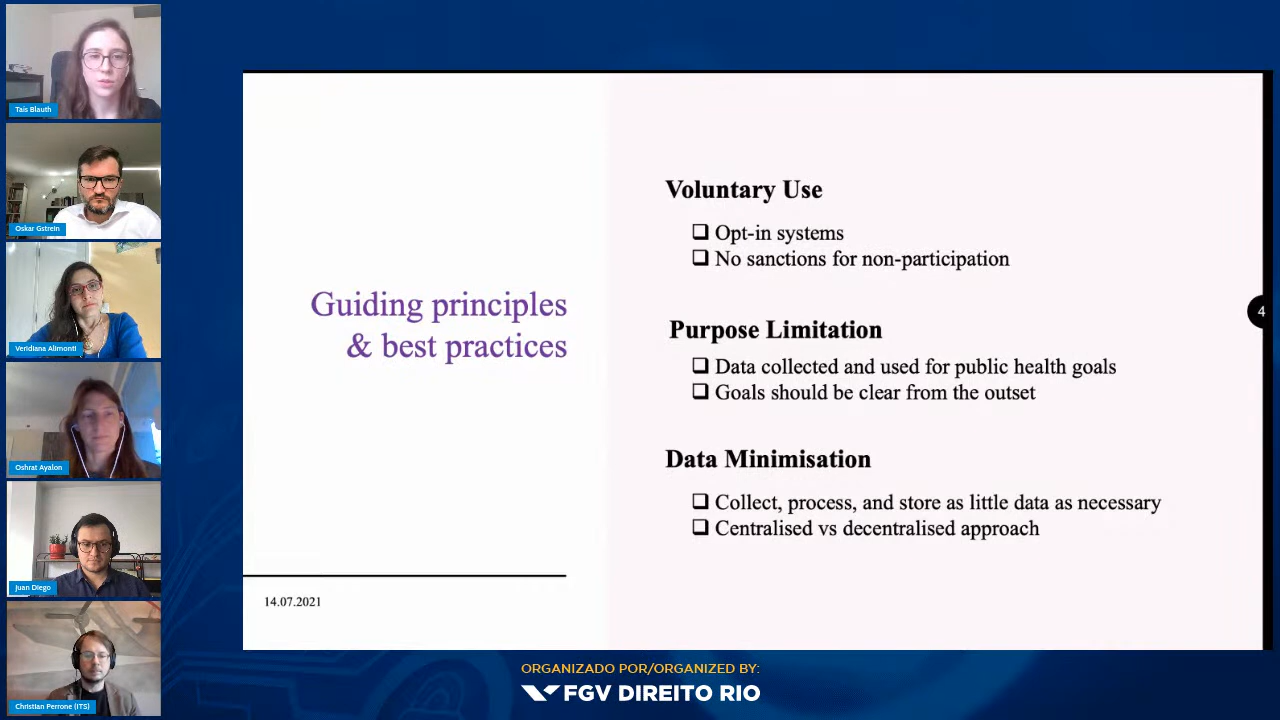 Tais Blauth
Oskar Gstrein
Veridiana Alimonti
Oshrat Ayalon
Juan Diego
Christian Perrone (ITS)
Guiding principles
& best practices
14.07.2021
Voluntary Use
❑ Opt-in systems
❑ No sanctions for non-participation
Purpose Limitation
❑ Data collected and used for public health goals
❑ Goals should be clear from the outset
Data Minimisation
❑ Collect, process, and store as little data as necessary
❑ Centralised vs decentralised approach
4
ORGANIZADO POR/ORGANIZED BY:
FGV DIREITO RIO